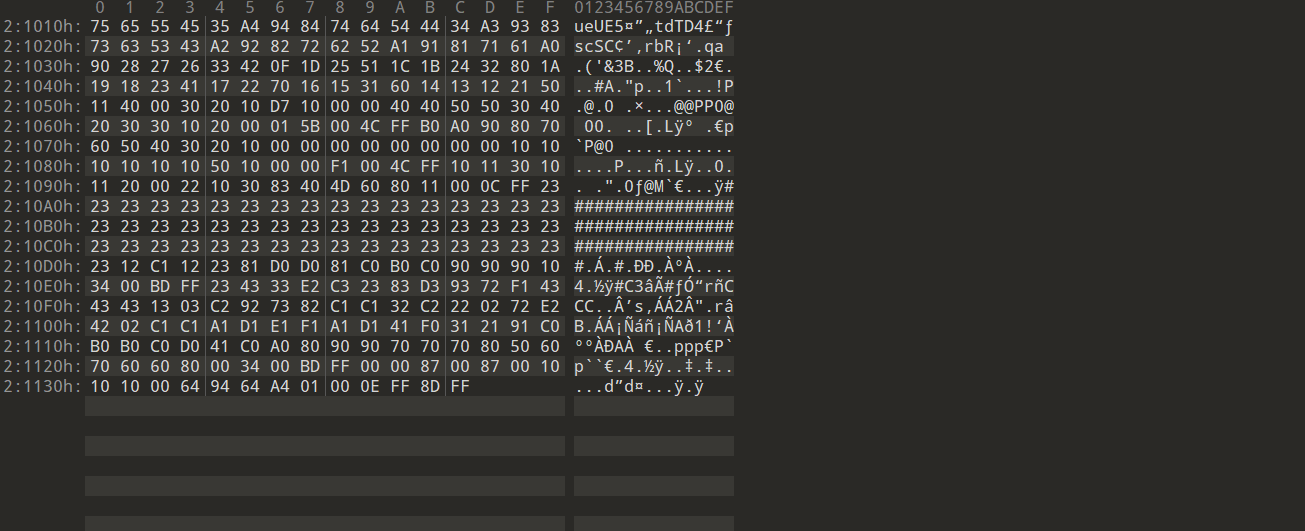 0 1 2 3 4 5 6 7 8 9 A B C D E F 0123456789ABCDEF
2:1010h: 75 65 55 45 35 A4 94 84 74 64 54 44 34 A3 93 83 ueUE5¤”„tdTD4£“ƒ
2:1020h: 73 63 53 43 A2 92 82 72 62 52 A1 91 81 71 61 A0 scSC¢’‚rbR¡‘.qa
2:1030h: 90 28 27 26 33 42 0F 1D 25 51 1C 1B 24 32 80 1A .('&3B..%Q..$2€.
2:1040h: 19 18 23 41 17 22 70 16 15 31 60 14 13 12 21 50 ..#A."p..1`...!P
2:1050h: 11 40 00 30 20 10 D7 10 00 00 40 40 50 50 30 40 .@.0 .×...@@PP0@
2:1060h: 20 30 30 10 20 00 01 5B 00 4C FF B0 A0 90 80 70 00. ..[.Lÿ° .€p
2:1070h: 60 50 40 30 20 10 00 00 00 00 00 00 00 00 10 10 `P@0 ...........
2:1080h: 10 10 10 10 50 10 00 00 F1 00 4C FF 10 11 30 10 ....P...ñ.Lÿ..0.
2:1090h: 11 20 00 22 10 30 83 40 4D 60 80 11 00 0C FF 23 . .".0ƒ@M`€...ÿ#
2:10A0h: 23 23 23 23 23 23 23 23 23 23 23 23 23 23 23 23 ################
2:10B0h: 23 23 23 23 23 23 23 23 23 23 23 23 23 23 23 23 ################
2:10C0h: 23 23 23 23 23 23 23 23 23 23 23 23 23 23 23 23 ################
2:10D0h: 23 12 C1 12 23 81 D0 D0 81 C0 B0 C0 90 90 90 10 #.Á.#.ÐÐ.À°À....
2:10E0h: 34 00 BD FF 23 43 33 E2 C3 23 83 D3 93 72 F1 43 4.½ÿ#C3âÃ#ƒÓ“rñC
2:10F0h: 43 43 13 03 C2 92 73 82 C1 C1 32 C2 22 02 72 E2 CC..Â’s‚ÁÁ2Â".râ
2:1100h: 42 02 C1 C1 A1 D1 E1 F1 A1 D1 41 F0 31 21 91 C0 B.ÁÁ¡Ñáñ¡ÑAð1!‘À
2:1110h: B0 B0 C0 D0 41 C0 A0 80 90 90 70 70 70 80 50 60 °°ÀÐAÀ €..ppp€P`
2:1120h: 70 60 60 80 00 34 00 BD FF 00 00 87 00 87 00 10 p``€.4.½ÿ..‡.‡..
2:1130h: 10 10 00 64 94 64 A4 01 00 0E FF 8D FF ...d”d¤...ÿ.ÿ